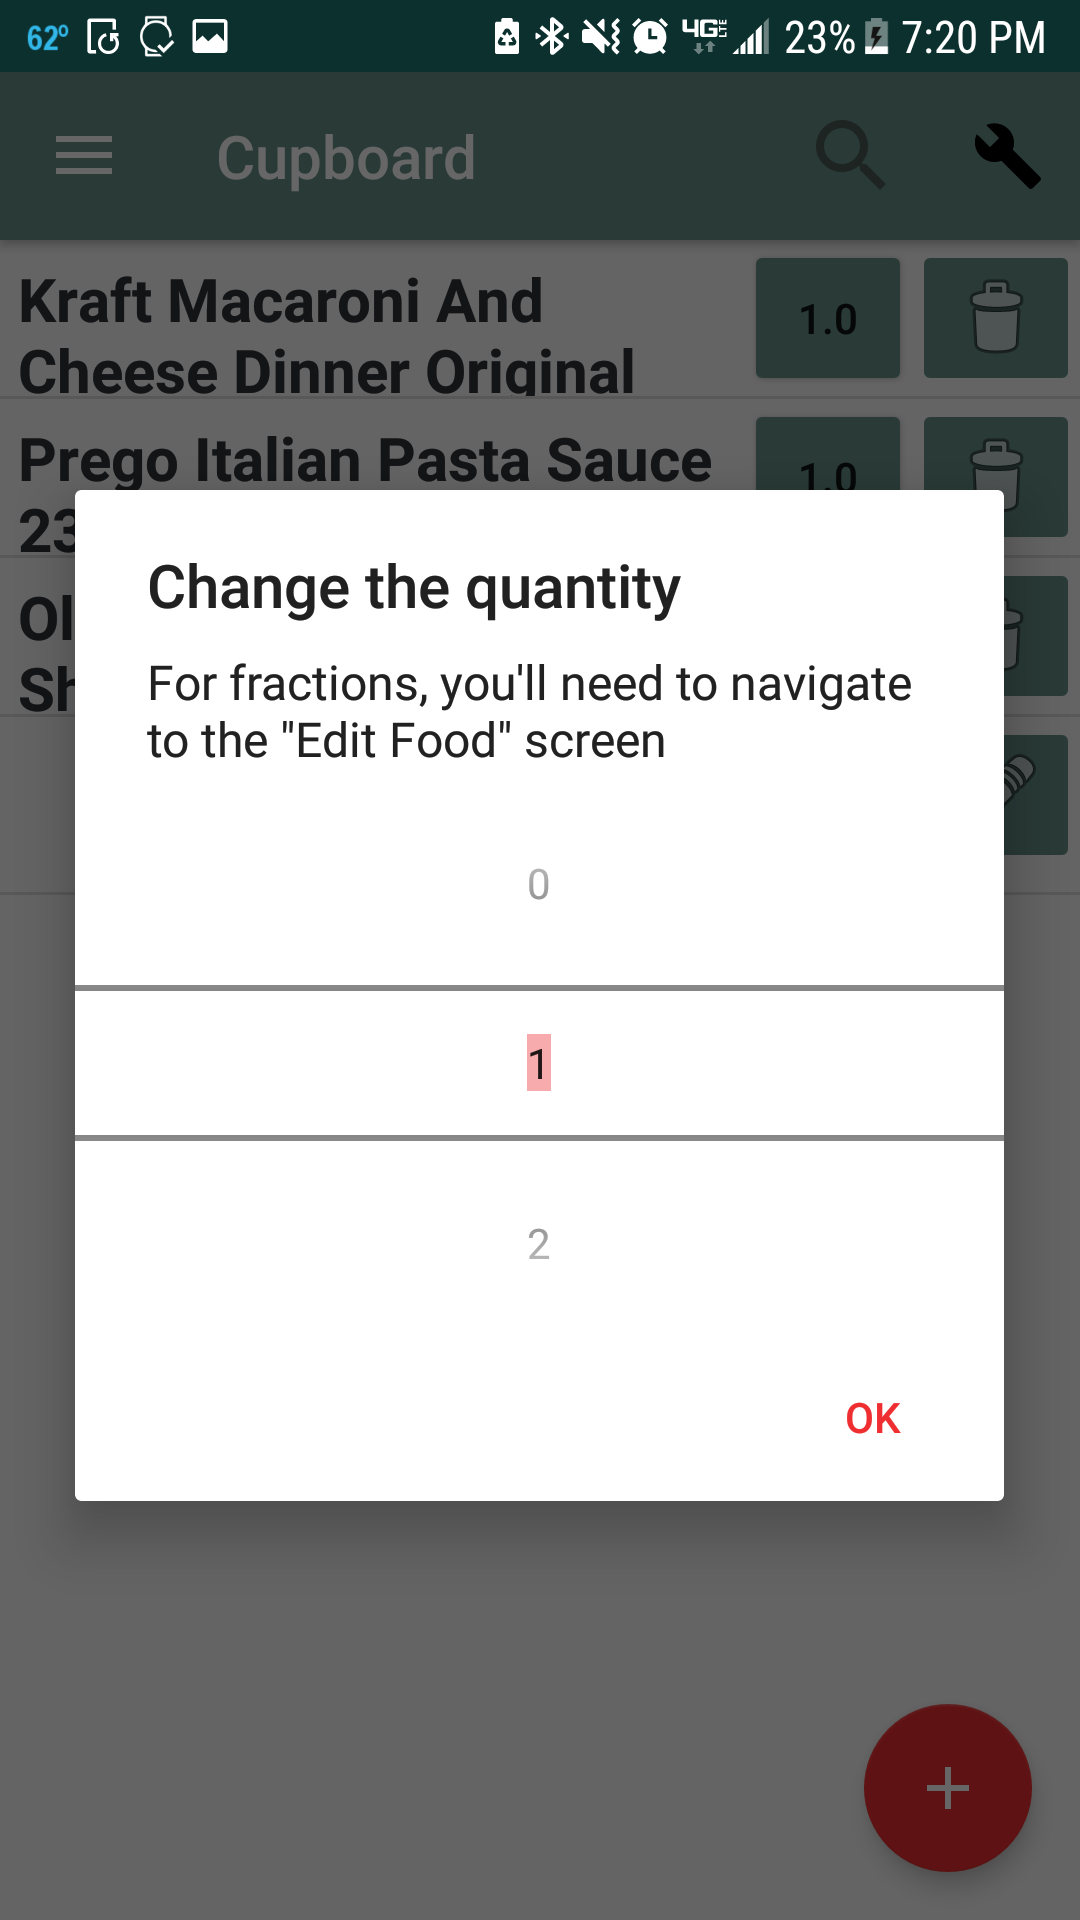 62° 4G LTE 23% 7:20 PM
Cupboard
Kraft Macaroni And
Cheese Dinner Original
1.0
Prego Italian Pasta Sauce
23
1.0
Ol
Sh
Change the quantity
For fractions, you'll need to navigate
to the "Edit Food" screen
0
1
2
OK